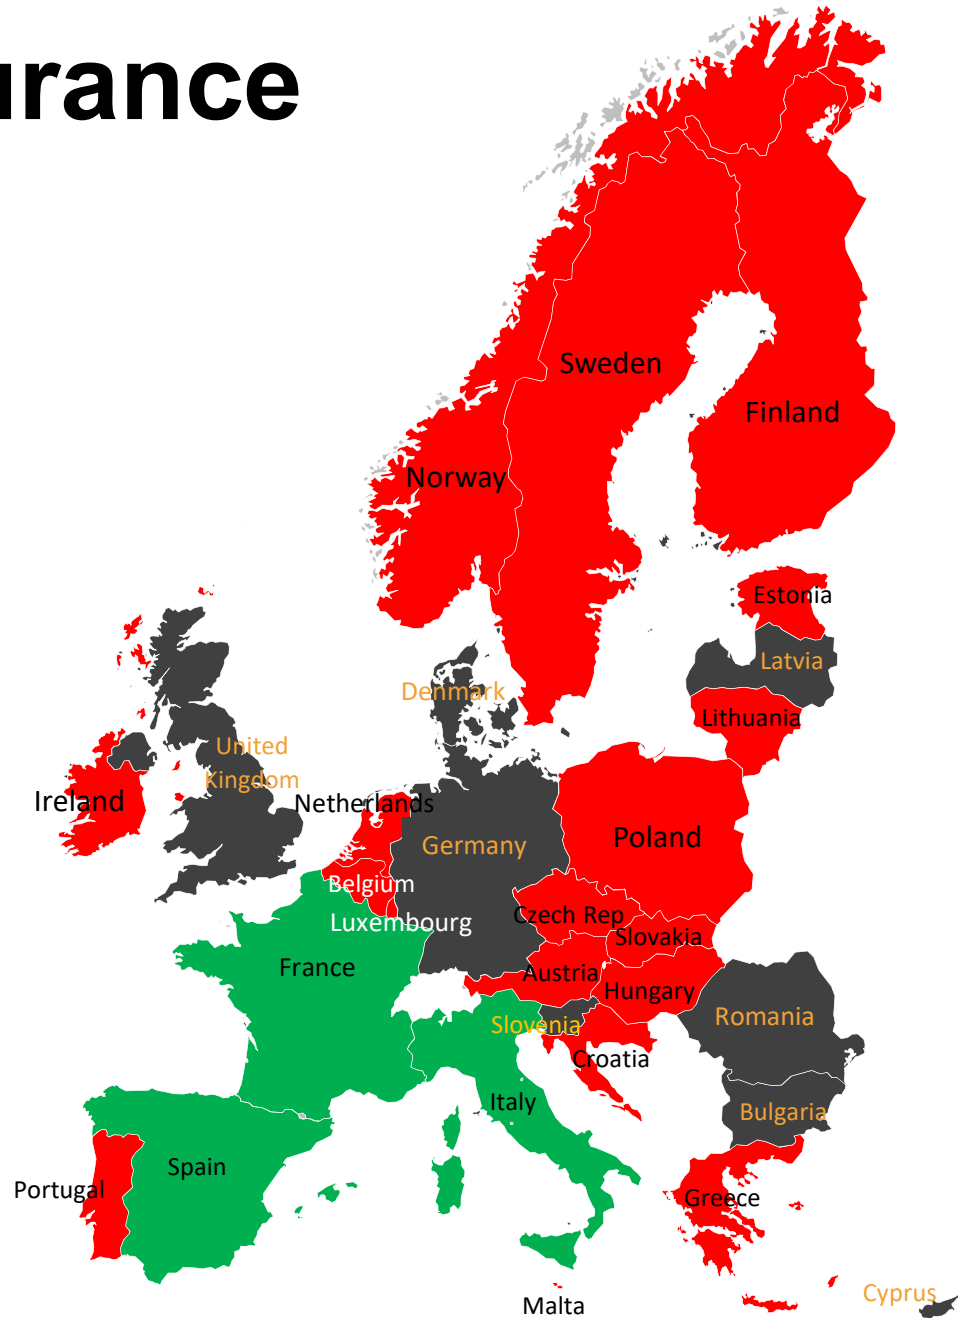 urance
Sweden
Finland
Norway
Estonia
Latvia
Denmark
Lithuania
United
Kingdom
Ireland
Netherlands
Germany
Poland
Belgium
Czech Rep
Luxembourg
Slovakia
France
Austria
Hungary
Romania
Slovenia
Croatia
Italy
Bulgaria
Spain
Portugal
Greece
Cyprus
Malta